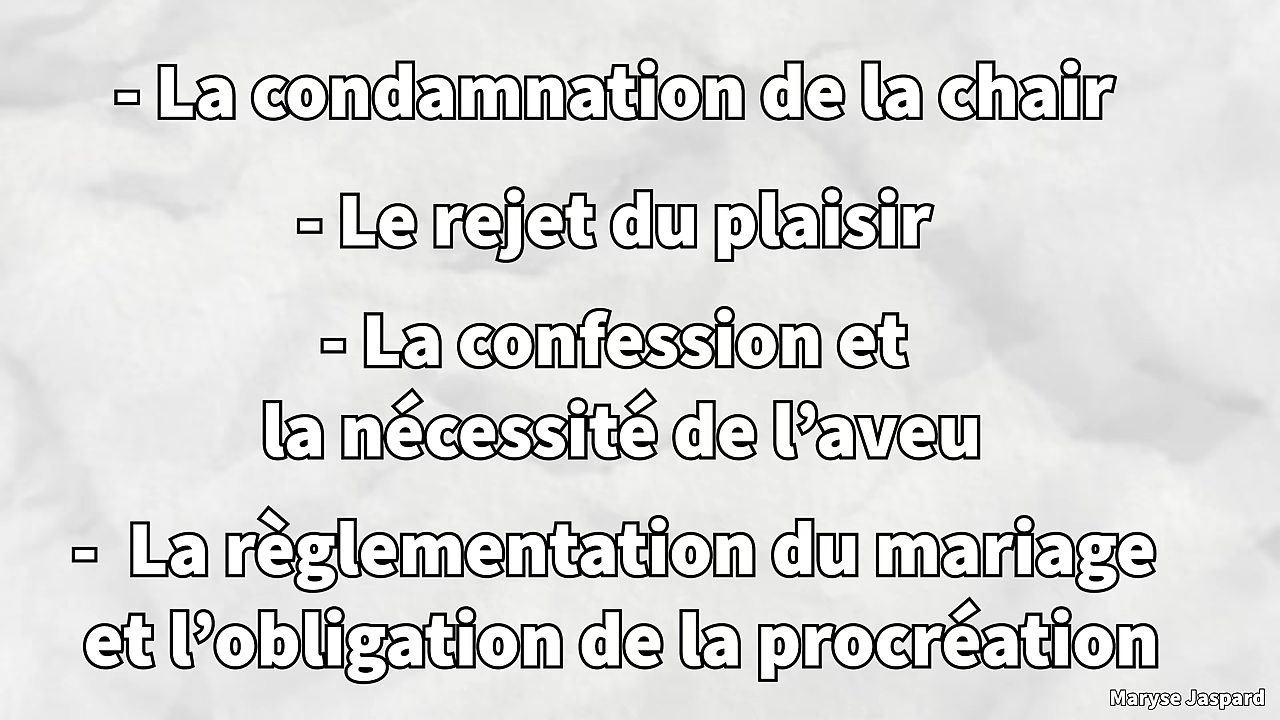 - La condamnation de la chair
- Le rejet du plaisir
- La confession et
la nécessité de l’aveu
- La règlementation du mariage
et l’obligation de la procréation
Maryse Jaspard